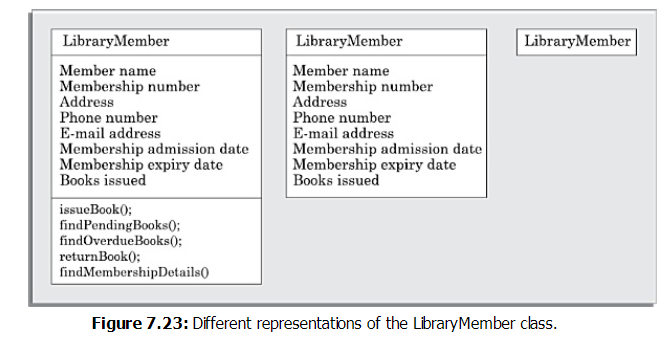 LibraryMember
Member name
Membership number
Address
Phone number
E-mail address
Membership admission date
Membership expiry date
Books issued
issueBook();
findPendingBooks();
findOverdueBooks();
returnBook();
findMembershipDetails()
LibraryMember
Member name
Membership number
Address
Phone number
E-mail address
Membership admission date
Membership expiry date
Books issued
LibraryMember
Figure 7.23: Different representations of the LibraryMember class.